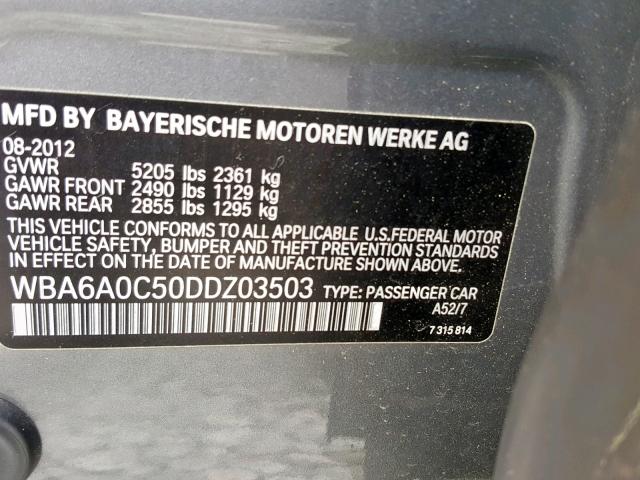 MFD BY BAYERISCHE MOTOREN WERKE AG
08-2012
GVWR 5205 lbs 2361 kg
GAWR FRONT 2490 lbs 1129 kg
GAWR REAR 2855 lbs 1295 kg
THIS VEHICLE CONFORMS TO ALL APPLICABLE U.S.FEDERAL MOTOR
VEHICLE SAFETY, BUMPER AND THEFT PREVENTION STANDARDS
IN EFFECT ON THE DATE OF MANUFACTURE SHOWN ABOVE.
WBA6A0C50DDZ03503 TYPE: PASSENGER CAR
A52/7
7 315 814